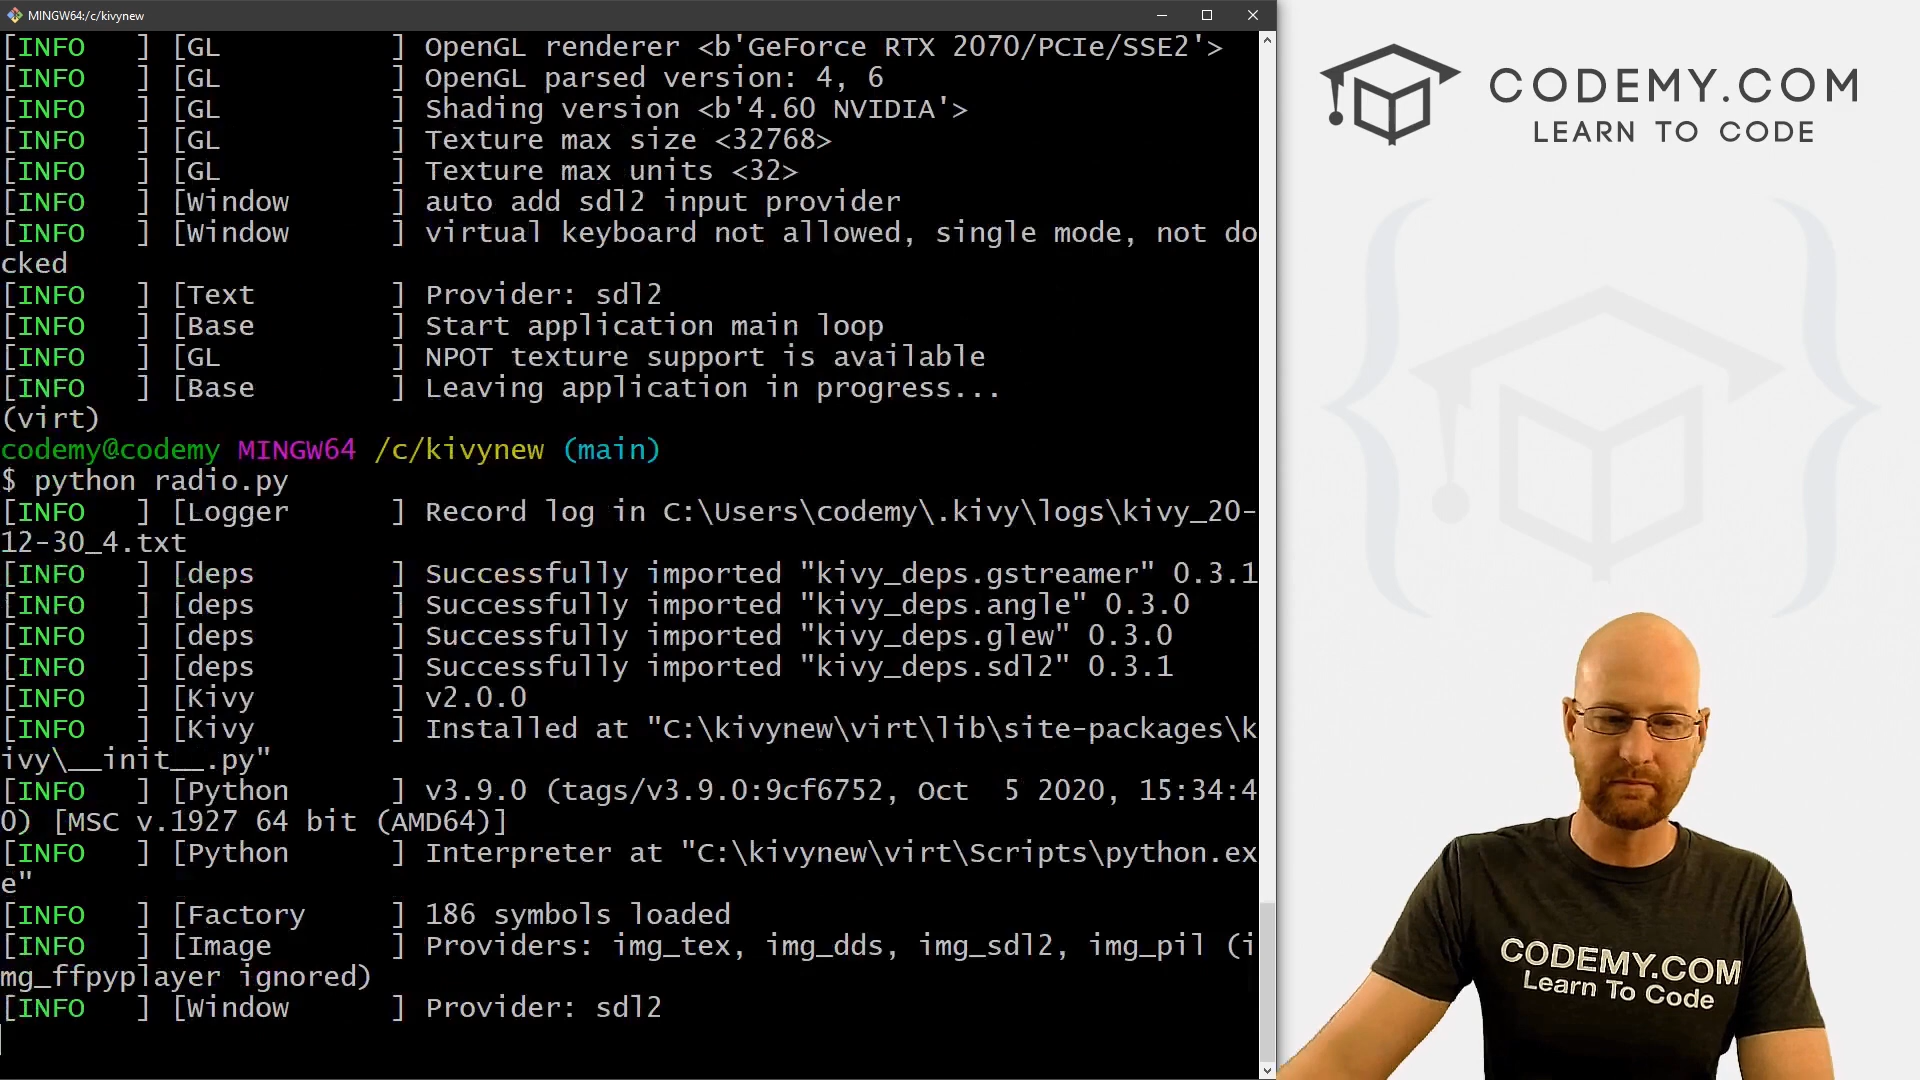 MINGW64:/c/kivynew
[INFO   ] [GL          ] OpenGL renderer <b'GeForce RTX 2070/PCIe/SSE2'>
[INFO   ] [GL          ] OpenGL parsed version: 4, 6
[INFO   ] [GL          ] Shading version <b'4.60 NVIDIA'>
[INFO   ] [GL          ] Texture max size <32768>
[INFO   ] [GL          ] Texture max units <32>
[INFO   ] [Window      ] auto add sdl2 input provider
[INFO   ] [Window      ] virtual keyboard not allowed, single mode, not do
cked
[INFO   ] [Text        ] Provider: sdl2
[INFO   ] [Base        ] Start application main loop
[INFO   ] [GL          ] NPOT texture support is available
[INFO   ] [Base        ] Leaving application in progress...
(virt)
codemy@codemy MINGW64 /c/kivynew (main)
$ python radio.py
[INFO   ] [Logger      ] Record log in C:\Users\codemy\.kivy\logs\kivy_20-
12-30_4.txt
[INFO   ] [deps        ] Successfully imported "kivy_deps.gstreamer" 0.3.1
[INFO   ] [deps        ] Successfully imported "kivy_deps.angle" 0.3.0
[INFO   ] [deps        ] Successfully imported "kivy_deps.glew" 0.3.0
[INFO   ] [deps        ] Successfully imported "kivy_deps.sdl2" 0.3.1
[INFO   ] [Kivy        ] v2.0.0
[INFO   ] [Kivy        ] Installed at "C:\kivynew\virt\lib\site-packages\k
ivy\__init__.py"
[INFO   ] [Python      ] v3.9.0 (tags/v3.9.0:9cf6752, Oct  5 2020, 15:34:4
0) [MSC v.1927 64 bit (AMD64)]
[INFO   ] [Python      ] Interpreter at "C:\kivynew\virt\Scripts\python.ex
e"
[INFO   ] [Factory     ] 186 symbols loaded
[INFO   ] [Image       ] Providers: img_tex, img_dds, img_sdl2, img_pil (i
mg_ffpyplayer ignored)
[INFO   ] [Window      ] Provider: sdl2
CODEMY.COM
LEARN TO CODE
CODEMY.COM
Learn To Code